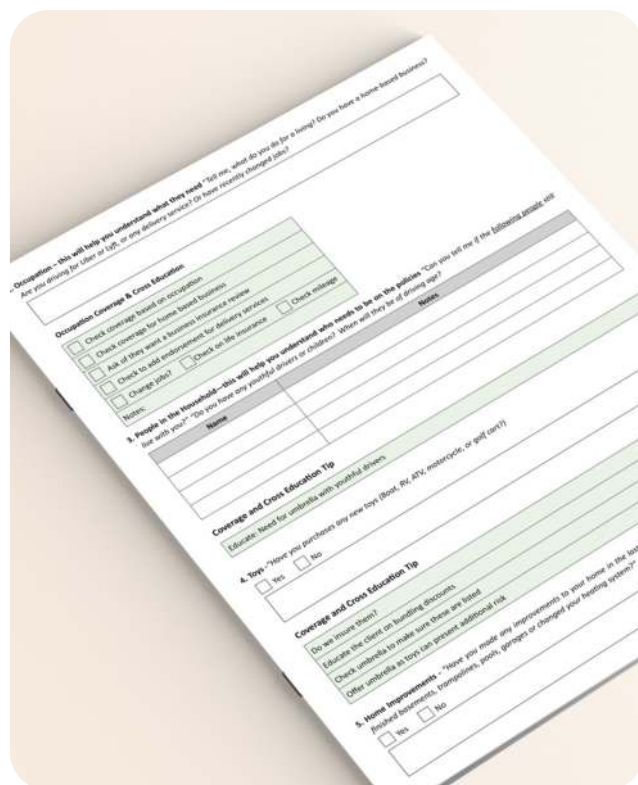 - Occupation – this will help you understand what they need "Tell me, what do you do for a living? Do you have a home-based business?
Are you driving for Uber or Lyft, or any delivery service? Or have recently changed jobs?
Occupation Coverage & Cross Education
Check coverage based on occupation
Check coverage for home based business
Ask of they want a business insurance review
Check to add endorsement for delivery services
Change jobs? Check on life insurance Check mileage
Notes:
3. People in the Household—this will help you understand who needs to be on the policies "Can you tell me if the following people still
live with you?" "Do you have any youthful drivers or children? When will they be of driving age?
Name Notes
Coverage and Cross Education Tip
Educate: Need for umbrella with youthful drivers
4. Toys -"Have you purchases any new toys (Boat, RV, ATV, motorcycle, or golf cart?)
Yes No
Coverage and Cross Education Tip
Do we insure them?
Educate the client on bundling discounts
Check umbrella to make sure these are listed
Offer umbrella as toys can present additional risk
5. Home Improvements - "Have you made any improvements to your home in the last
finished basements, trampolines, pools, garages or changed your heating system?"
Yes No